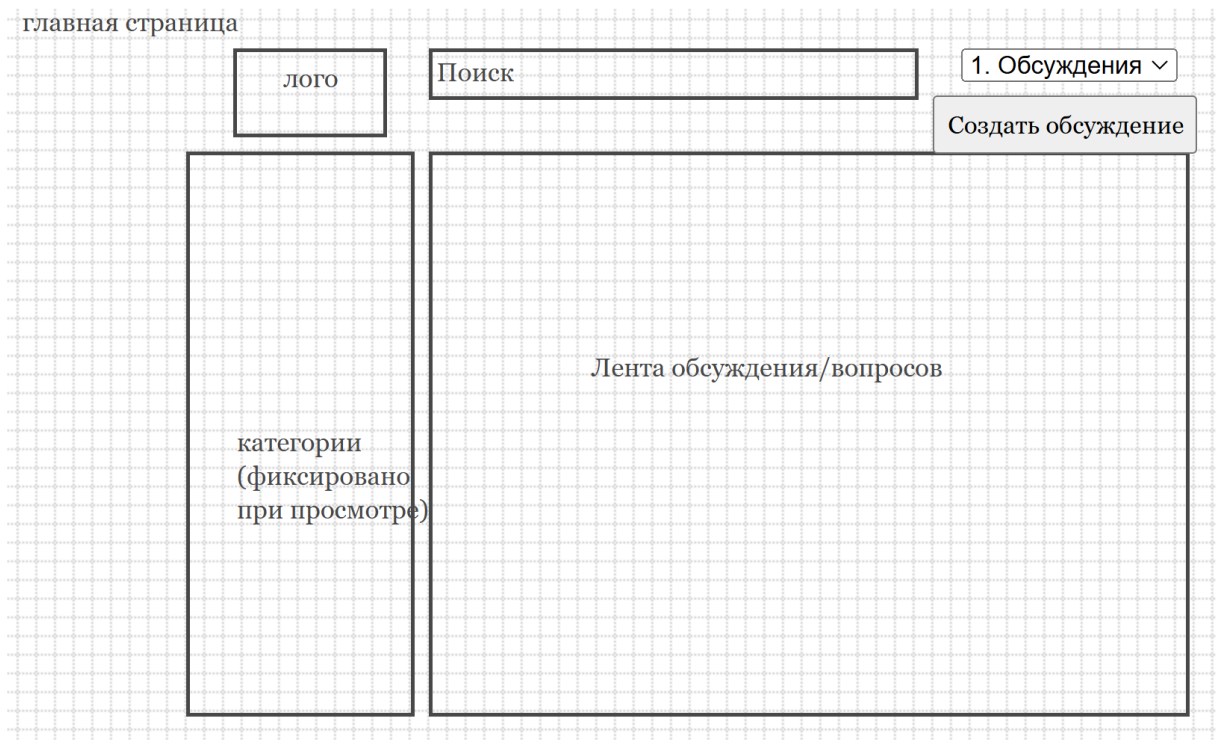 главная страница
лого
Поиск
1. Обсуждения
Создать обсуждение
Лента обсуждения/вопросов
категории
(фиксировано
при просмотре)